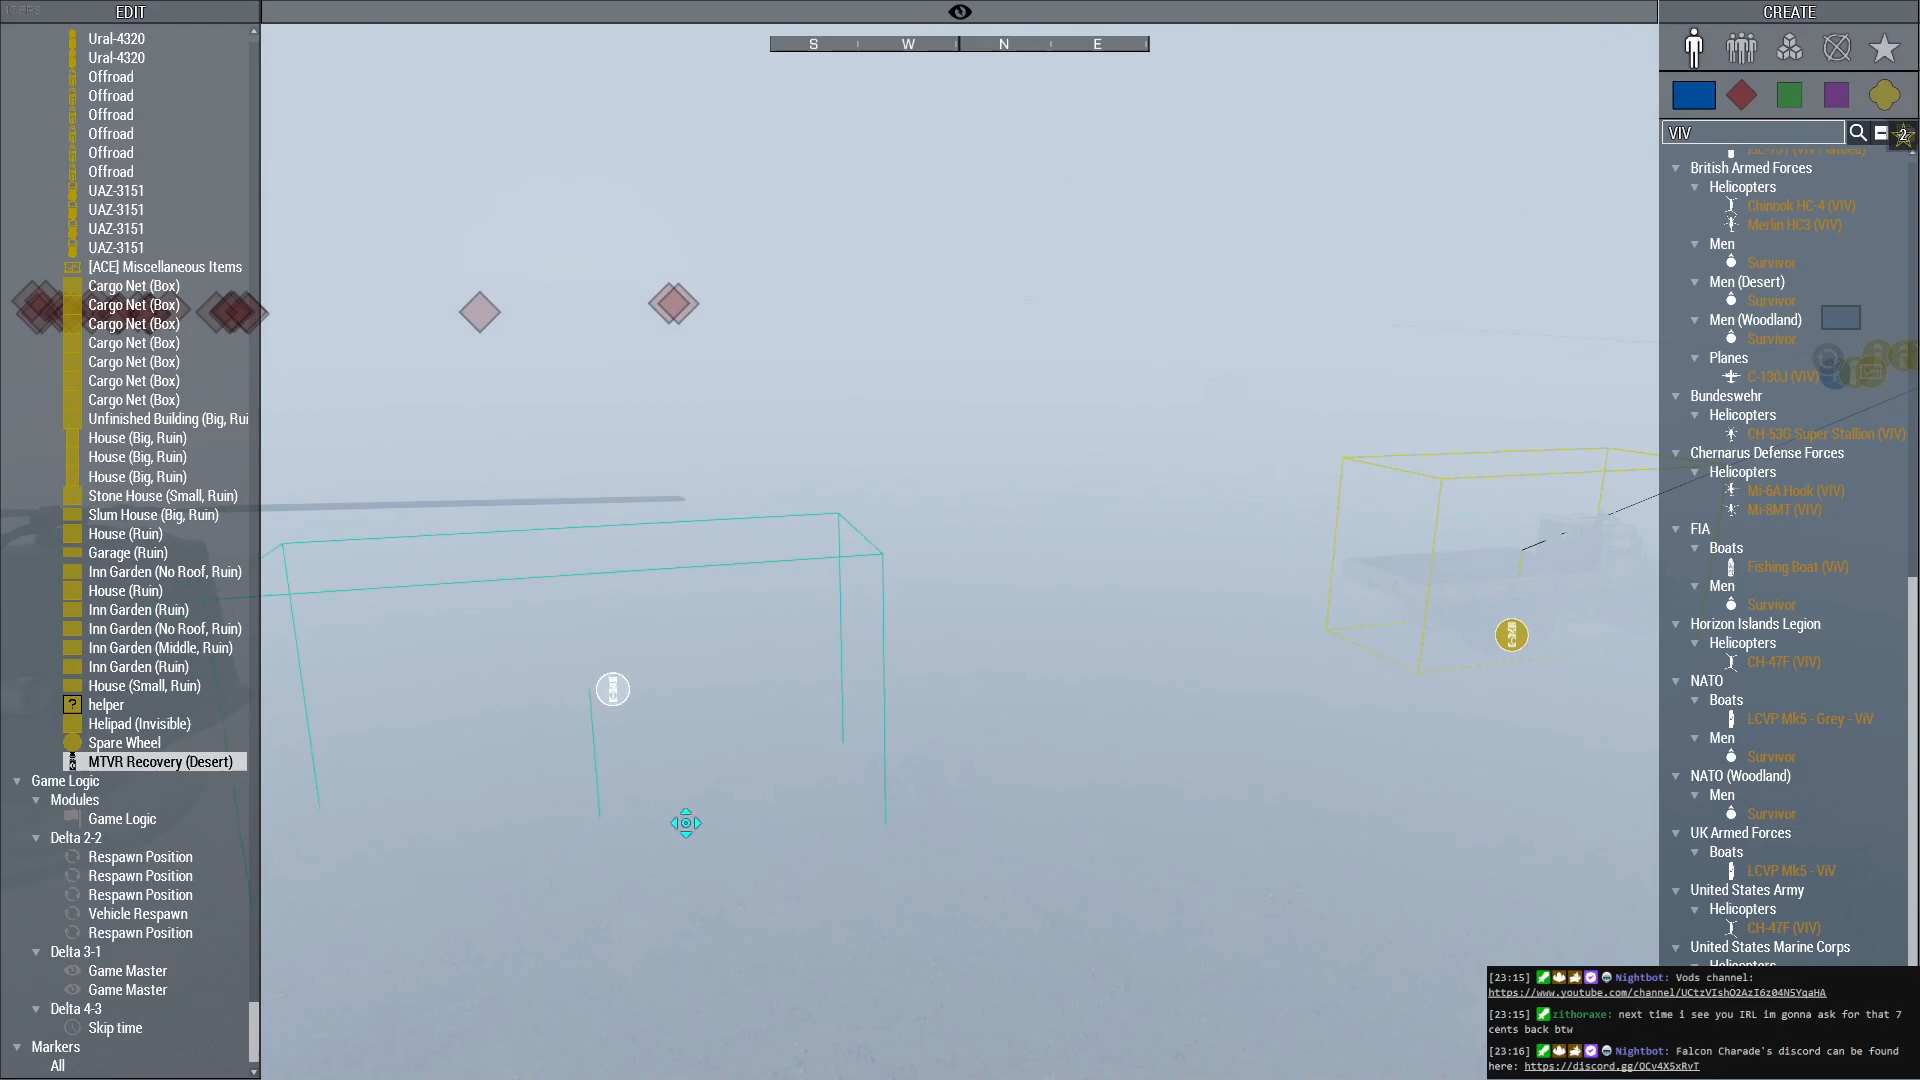 EDIT
Ural-4320
Ural-4320
Offroad
Offroad
Offroad
Offroad
Offroad
Offroad
UAZ-3151
UAZ-3151
UAZ-3151
UAZ-3151
[ACE] Miscellaneous Items
Cargo Net (Box)
Cargo Net (Box)
Cargo Net (Box)
Cargo Net (Box)
Cargo Net (Box)
Cargo Net (Box)
Cargo Net (Box)
Unfinished Building (Big, Rui
House (Big, Ruin)
House (Big, Ruin)
House (Big, Ruin)
Stone House (Small, Ruin)
Slum House (Big, Ruin)
House (Ruin)
Garage (Ruin)
Inn Garden (No Roof, Ruin)
House (Ruin)
Inn Garden (Ruin)
Inn Garden (No Roof, Ruin)
Inn Garden (Middle, Ruin)
Inn Garden (Ruin)
House (Small, Ruin)
? helper
Helipad (Invisible)
Spare Wheel
MTVR Recovery (Desert)
Game Logic
Modules
Game Logic
Delta 2-2
Respawn Position
Respawn Position
Respawn Position
Vehicle Respawn
Respawn Position
Delta 3-1
Game Master
Game Master
Delta 4-3
Skip time
Markers
All
S W N E
CREATE
VIV
2
British Armed Forces
Helicopters
Chinook HC-4 (VIV)
Merlin HC3 (VIV)
Men
Survivor
Men (Desert)
Survivor
Men (Woodland)
Survivor
Planes
C-130J (VIV)
Bundeswehr
Helicopters
CH-53G Super Stallion (VIV)
Chernarus Defense Forces
Helicopters
Mi-6A Hook (VIV)
Mi-8MT (VIV)
FIA
Boats
Fishing Boat (ViV)
Men
Survivor
Horizon Islands Legion
Helicopters
CH-47F (VIV)
NATO
Boats
LCVP Mk5 - Grey - ViV
Men
Survivor
NATO (Woodland)
Men
Survivor
UK Armed Forces
Boats
LCVP Mk5 - ViV
United States Army
Helicopters
CH-47F (VIV)
United States Marine Corps
[23:15] Nightbot: Vods channel:
https://www.youtube.com/channel/UCtzVIshO2AzI6z04N5YqaHA
[23:15] zithoraxe: next time i see you IRL im gonna ask for that 7
cents back btw
[23:16] Nightbot: Falcon Charade's discord can be found
here: https://discord.gg/QCv4X5xRvT